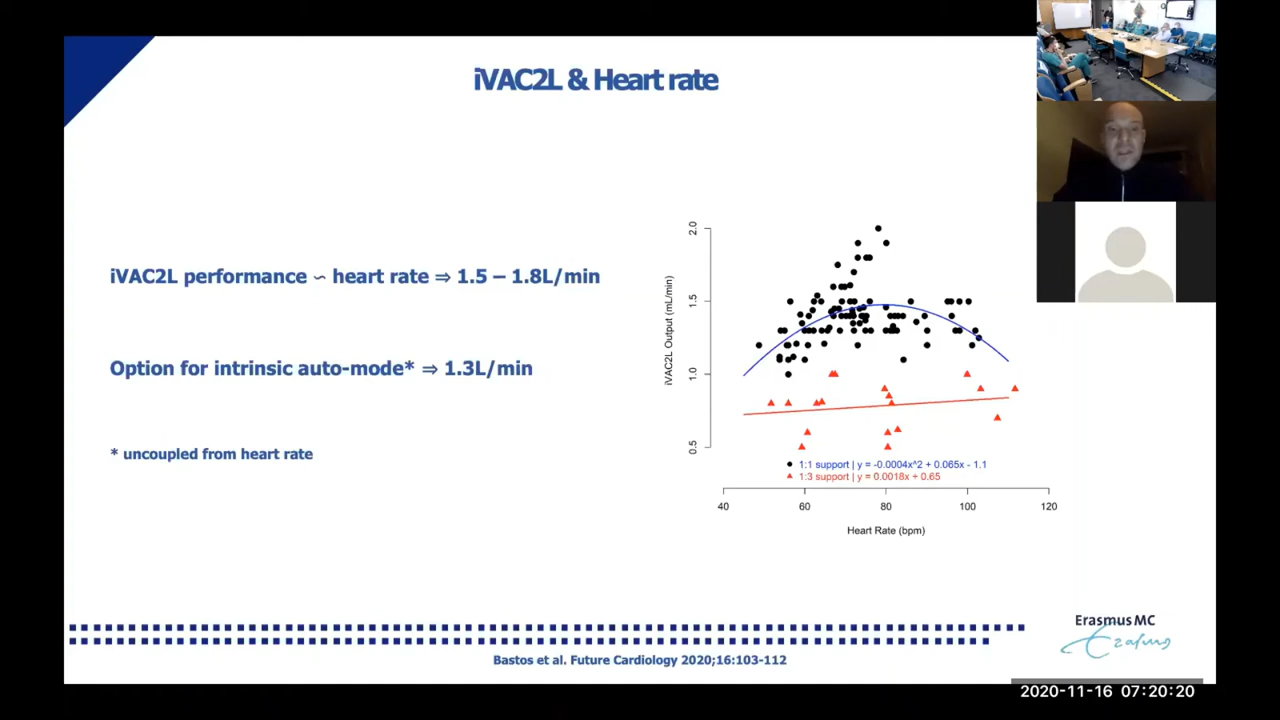 iVAC2L & Heart rate
iVAC2L performance ∽ heart rate ⇒ 1.5 – 1.8L/min
Option for intrinsic auto-mode* ⇒ 1.3L/min
* uncoupled from heart rate
iVAC2L Output (mL/min)
2.0
1.5
1.0
0.5
1:1 support | y = -0.0004x^2 + 0.065x - 1.1
1:3 support | y = 0.0018x + 0.65
40 60 80 100 120
Heart Rate (bpm)
Erasmus MC
Erasmus
Bastos et al. Future Cardiology 2020;16:103-112
2020-11-16 07:20:20